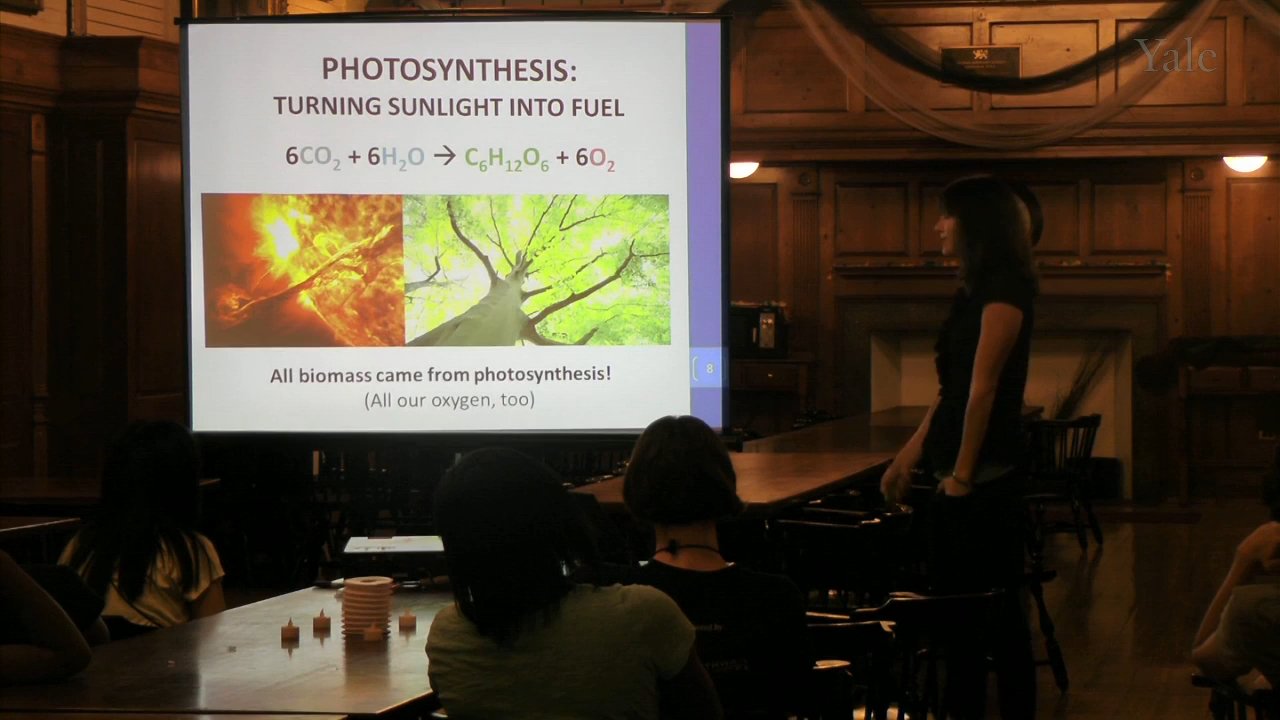 Yale
PHOTOSYNTHESIS:
TURNING SUNLIGHT INTO FUEL
6CO₂ + 6H₂O → C₆H₁₂O₆ + 6O₂
All biomass came from photosynthesis!
(All our oxygen, too)
8